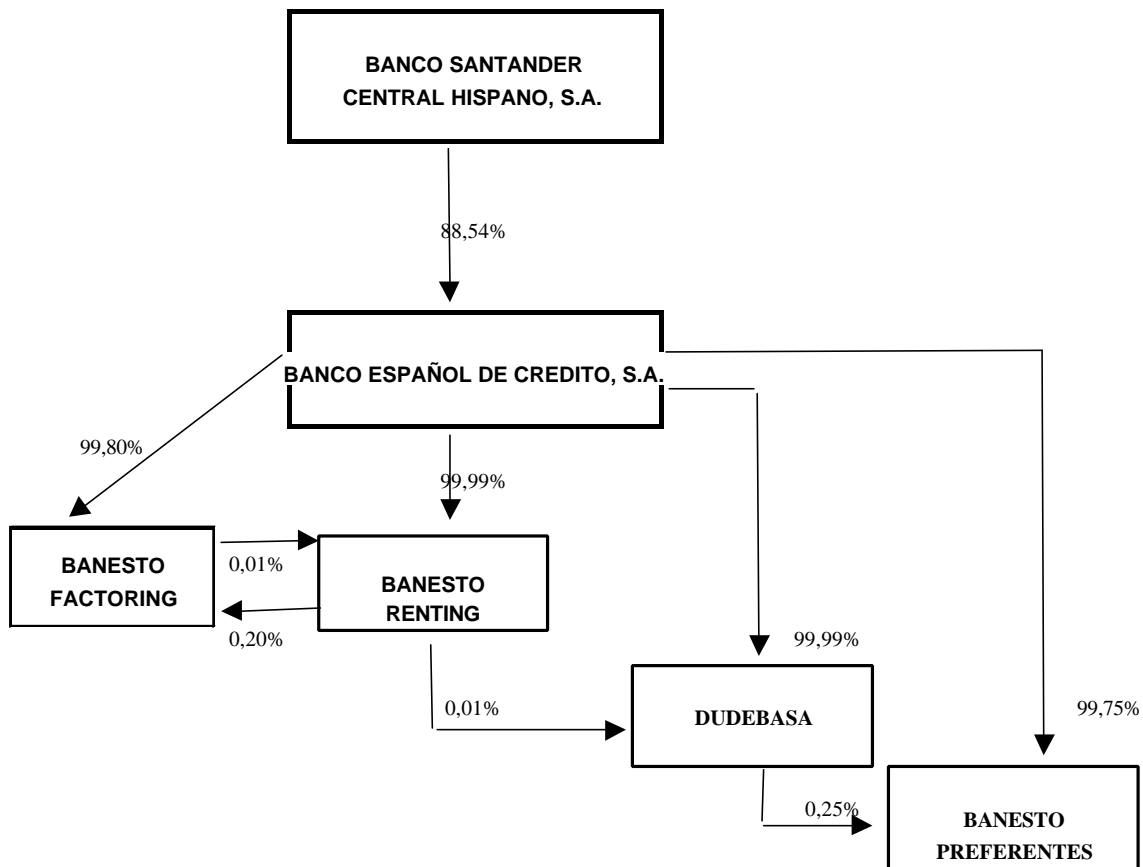 BANCO SANTANDER
CENTRAL HISPANO, S.A.
88,54%
BANCO ESPAÑOL DE CREDITO, S.A.
99,80%
99,99%
BANESTO
FACTORING
0,01%
0,20%
BANESTO
RENTING
99,99%
0,01%
DUDEBASA
99,75%
0,25%
BANESTO
PREFERENTES